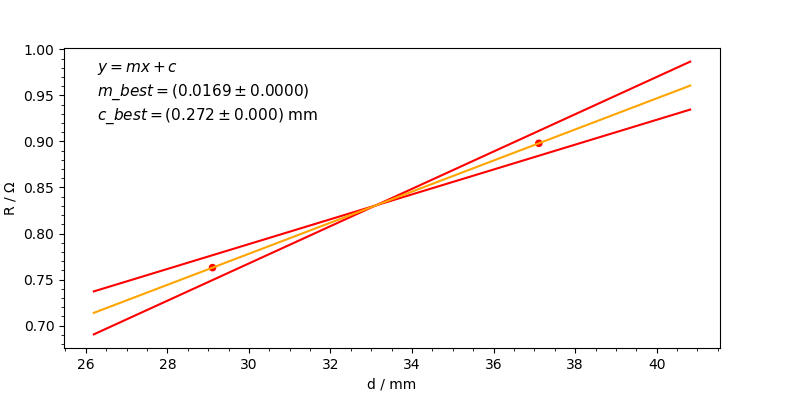 y = mx + c
m_best = (0.0169 ± 0.0000)
c_best = (0.272 ± 0.000) mm
1.00
0.95
0.90
0.85
0.80
0.75
0.70
R / Ω
26 28 30 32 34 36 38 40
d / mm